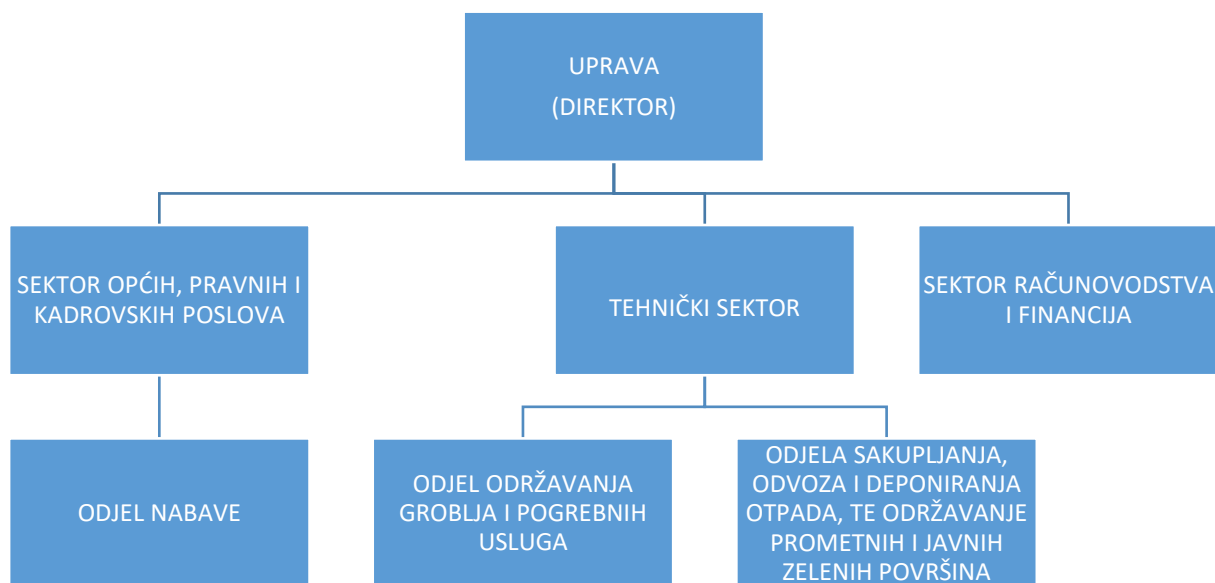 UPRAVA
(DIREKTOR)
SEKTOR OPĆIH, PRAVNIH I
KADROVSKIH POSLOVA
TEHNIČKI SEKTOR
SEKTOR RAČUNOVODSTVA
I FINANCIJA
ODJEL NABAVE
ODJEL ODRŽAVANJA
GROBLJA I POGREBNIH
USLUGA
ODJELA SAKUPLJANJA,
ODVOZA I DEPONIRANJA
OTPADA, TE ODRŽAVANJE
PROMETNIH I JAVNIH
ZELENIH POVRŠINA